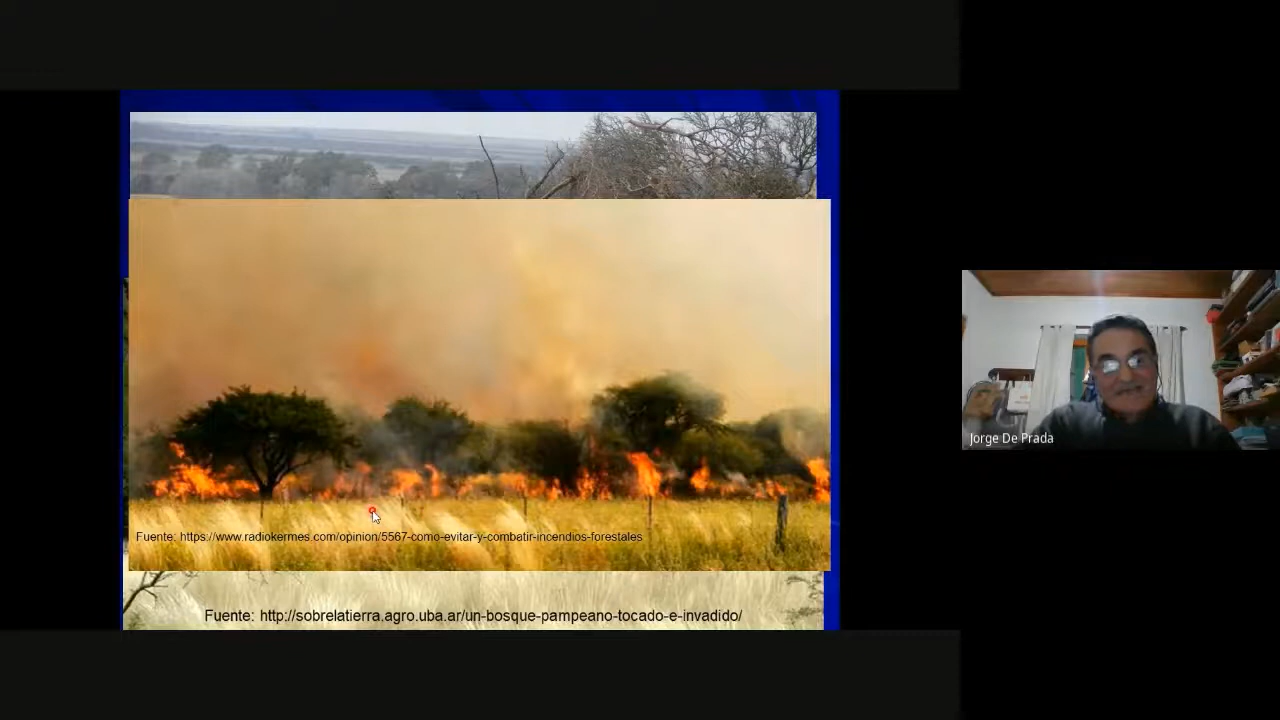 Fuente: https://www.radiokermes.com/opinion/5567-como-evitar-y-combatir-incendios-forestales
Fuente: http://sobrelatierra.agro.uba.ar/un-bosque-pampeano-tocado-e-invadido/
Jorge De Prada